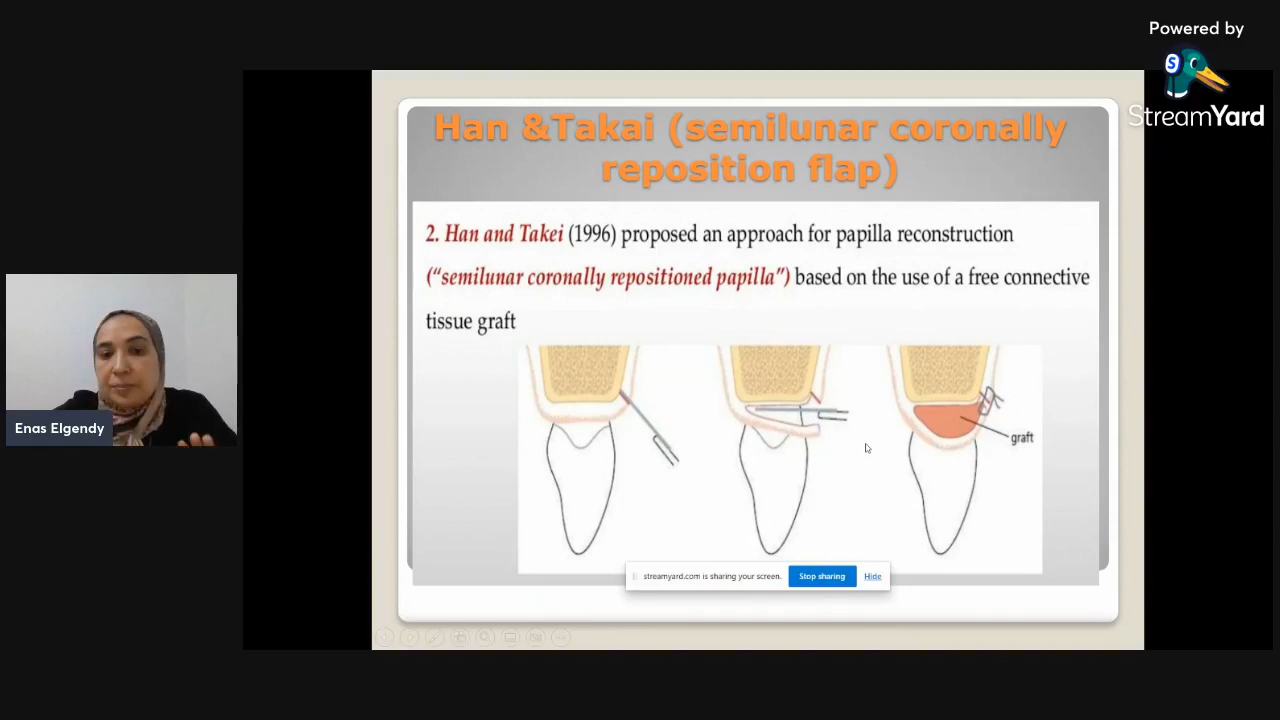 Powered by
StreamYard
Han &Takai (semilunar coronally
reposition flap)
2. Han and Takei (1996) proposed an approach for papilla reconstruction
(“semilunar coronally repositioned papilla”) based on the use of a free connective
tissue graft
graft
Enas Elgendy
streamyard.com is sharing your screen.
Stop sharing
Hide